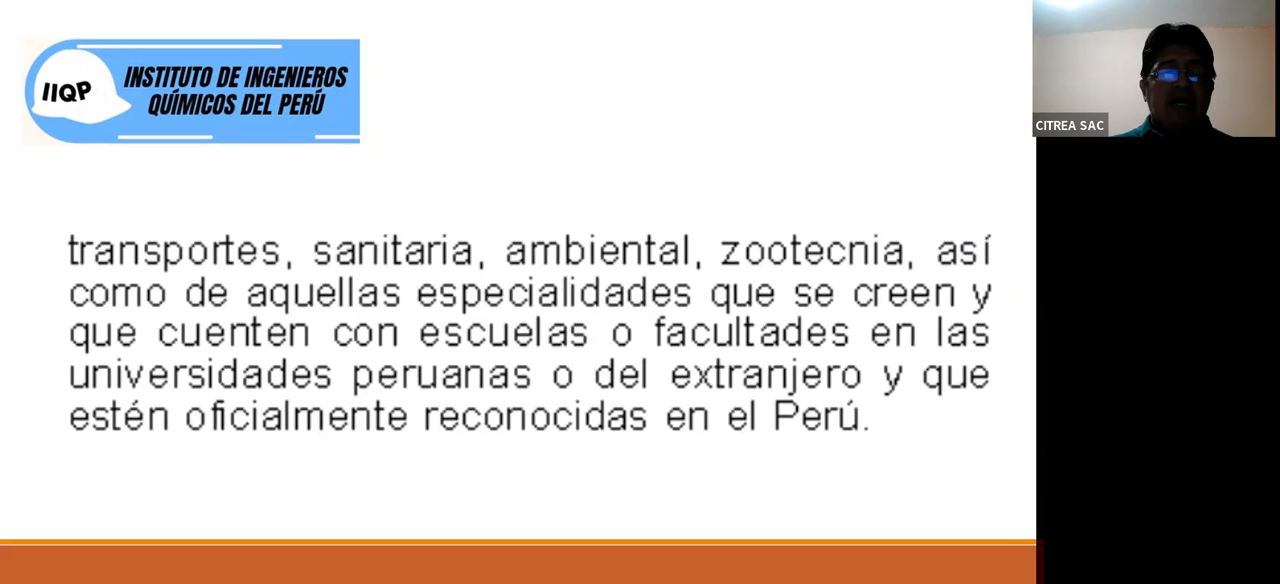 IIQP
INSTITUTO DE INGENIEROS
QUÍMICOS DEL PERÚ
CITREA SAC
transportes, sanitaria, ambiental, zootecnia, así
como de aquellas especialidades que se creen y
que cuenten con escuelas o facultades en las
universidades peruanas o del extranjero y que
estén oficialmente reconocidas en el Perú.